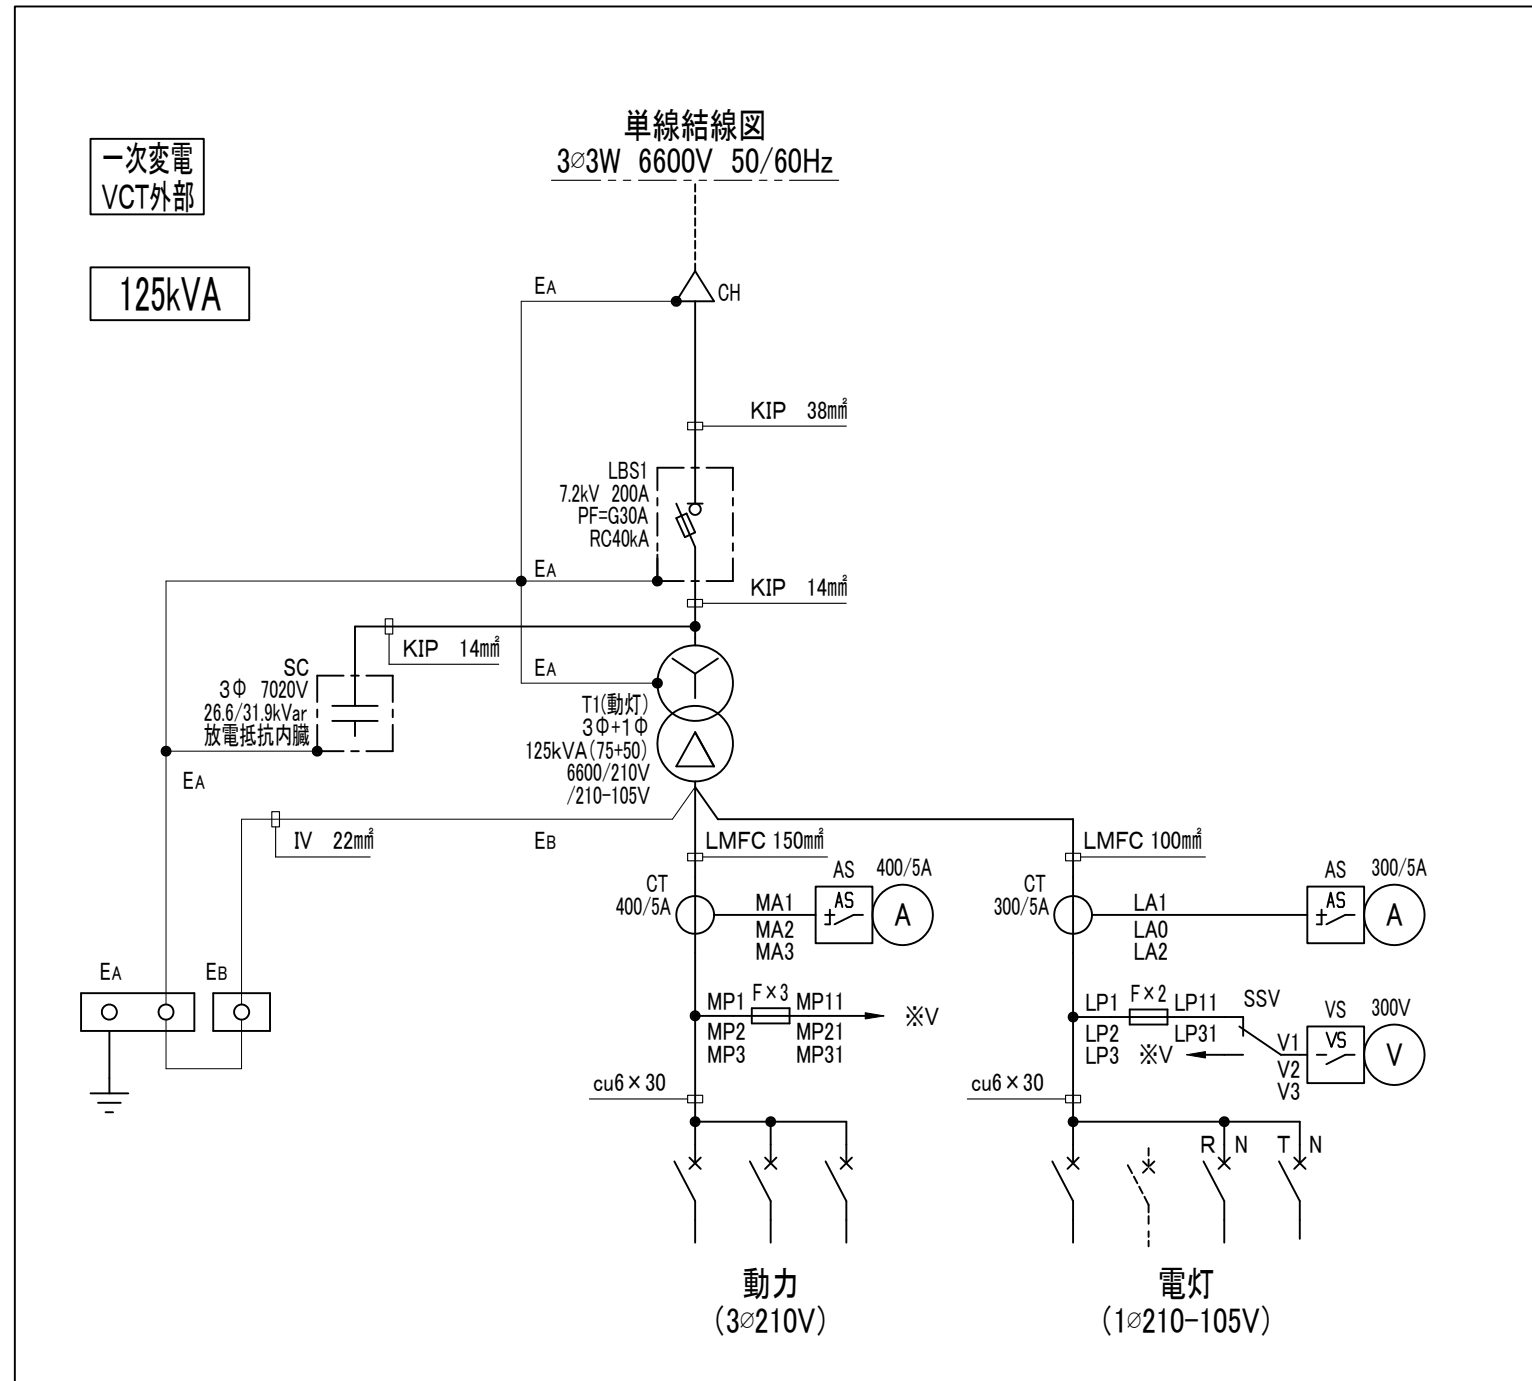 単線結線図
3∅3W 6600V 50/60Hz
一次変電
VCT外部
125kVA
EA
CH
KIP 38mm²
LBS1
7.2kV 200A
PF=G30A
RC40kA
EA
KIP 14mm²
KIP 14mm²
EA
SC
3Φ 7020V
26.6/31.9kVar
放電抵抗内臓
T1(動灯)
3Φ+1Φ
125kVA(75+50)
6600/210V
/210-105V
EA
IV 22mm²
EB
LMFC 150mm²
LMFC 100mm²
CT
400/5A
MA1
MA2
MA3
AS
400/5A
AS
A
CT
300/5A
LA1
LA0
LA2
AS
300/5A
AS
A
EA
EB
MP1
F×3
MP11
※V
MP2
MP21
MP3
MP31
LP1
F×2
LP11
SSV
LP2
LP31
LP3
※V
V1
V2
V3
VS
300V
VS
V
cu6×30
cu6×30
R
N
T
N
動力
(3∅210V)
電灯
(1∅210-105V)